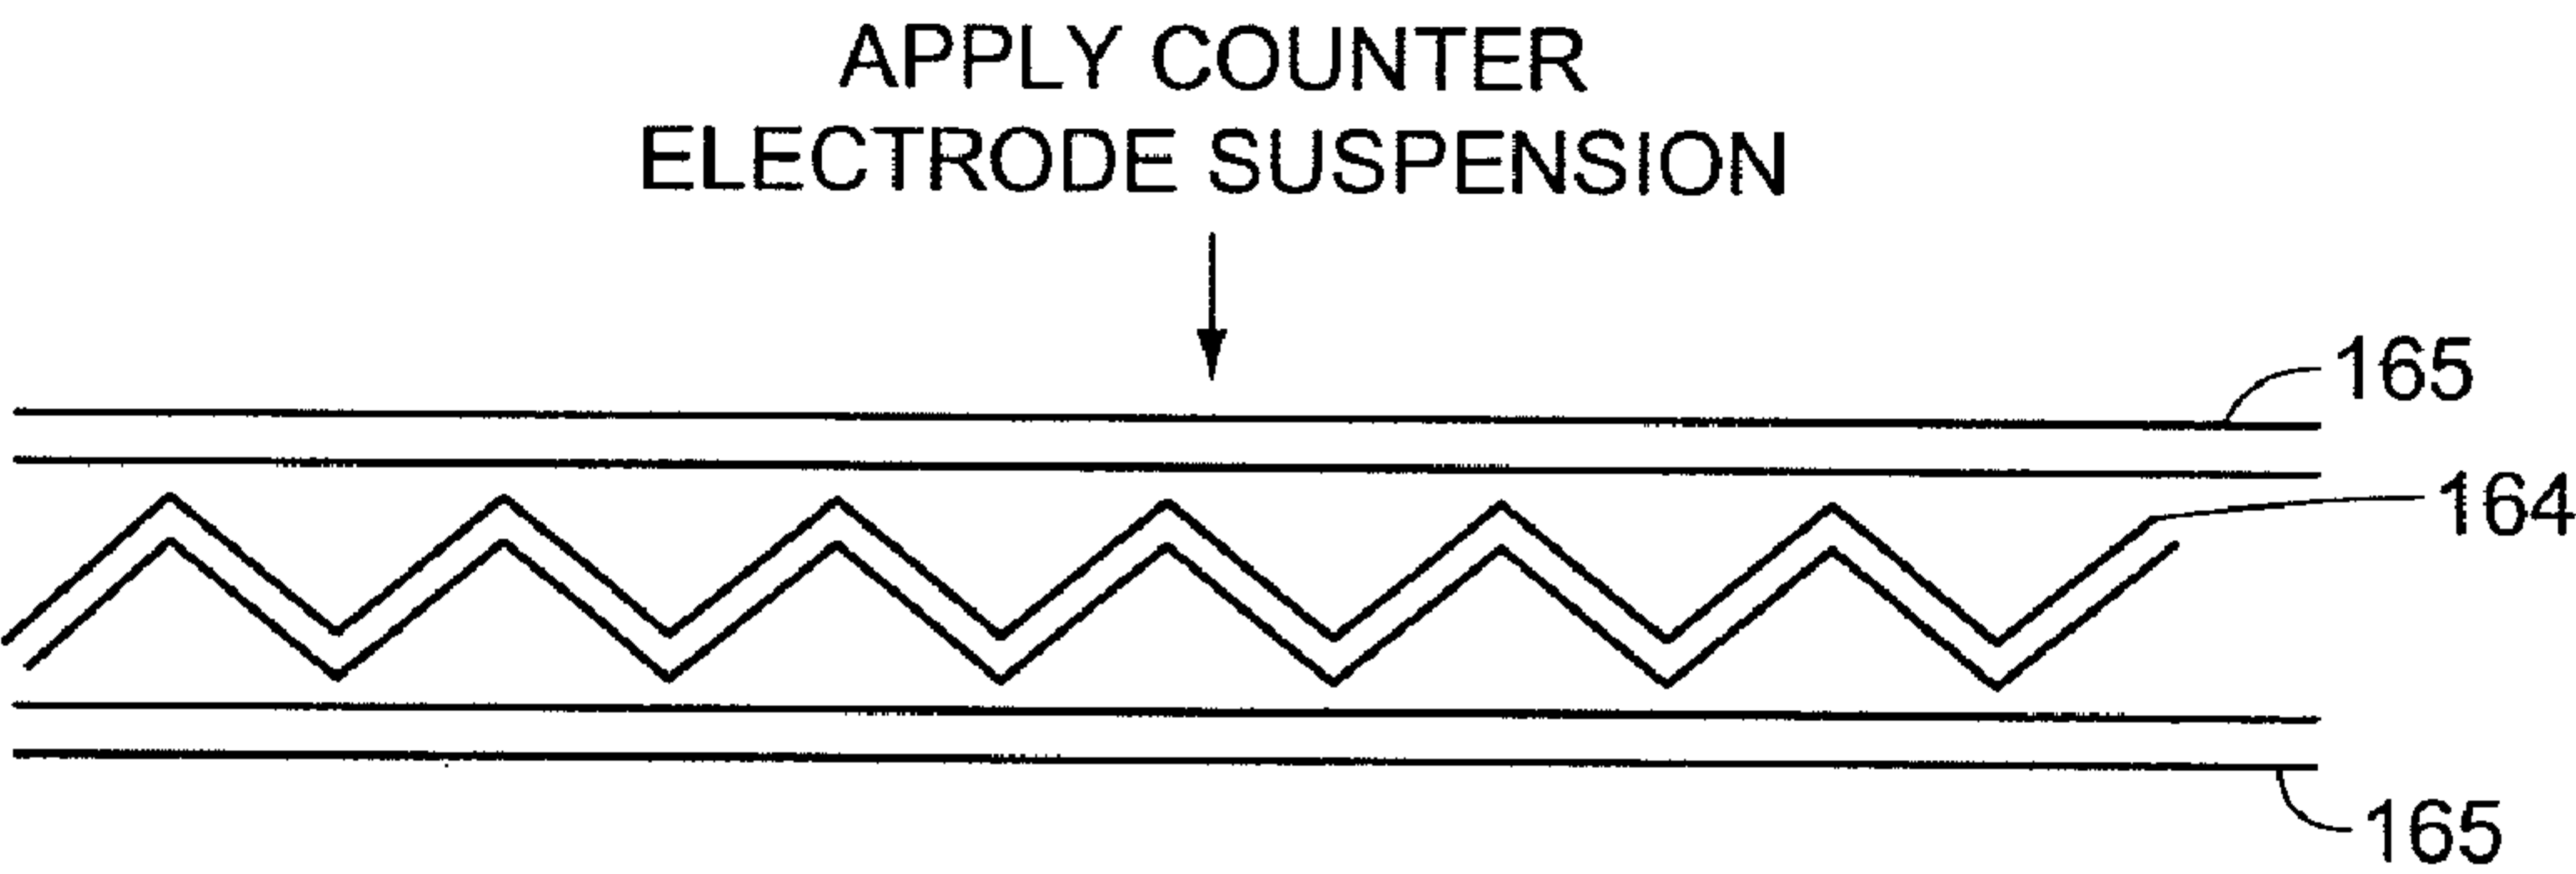 APPLY COUNTER
ELECTRODE SUSPENSION
165
164
165